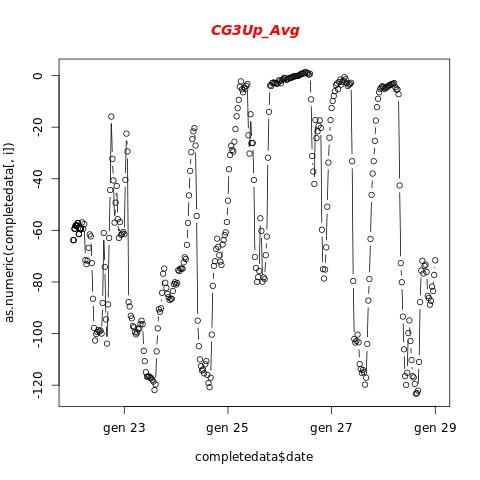 CG3Up_Avg
as.numeric(completedata[, i])
0
-20
-40
-60
-80
-100
-120
gen 23
gen 25
gen 27
gen 29
completedata$date